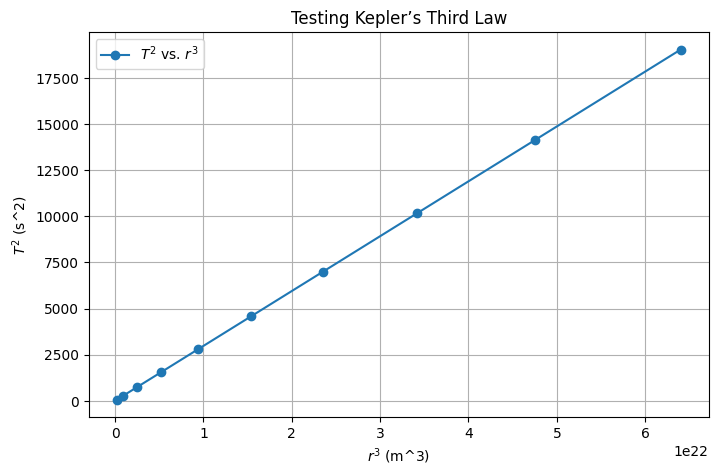 Testing Kepler’s Third Law
T² vs. r³
17500
15000
12500
10000
7500
5000
2500
0
T² (s^2)
0 1 2 3 4 5 6
1e22
r³ (m^3)